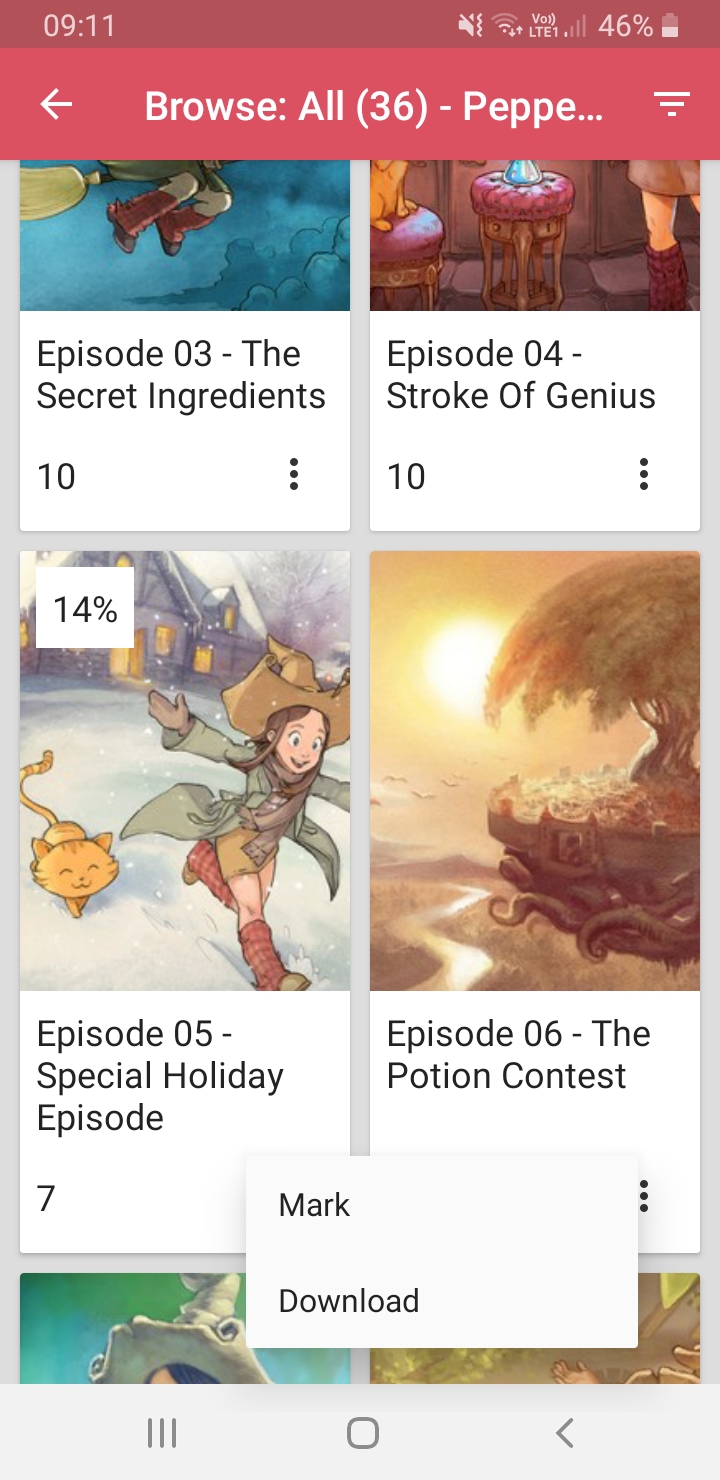 09:11
Vo)) LTE1 46%
Browse: All (36) - Peppe...
Episode 03 - The
Secret Ingredients
10
Episode 04 -
Stroke Of Genius
10
14%
Episode 05 -
Special Holiday
Episode
7
Episode 06 - The
Potion Contest
Mark
Download